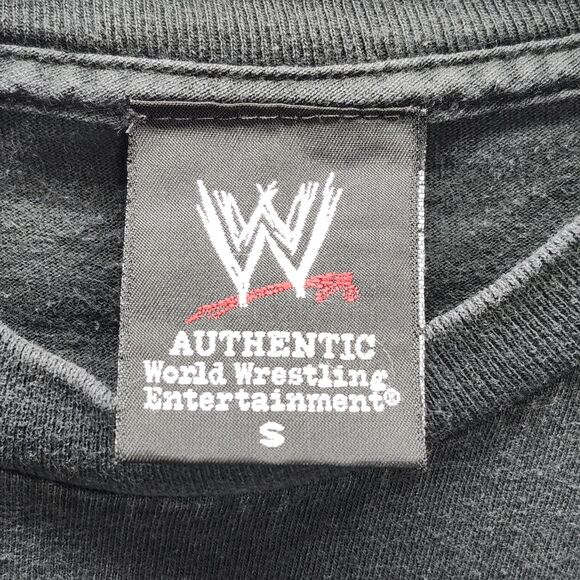 W
AUTHENTIC
World Wrestling
Entertainment®
S